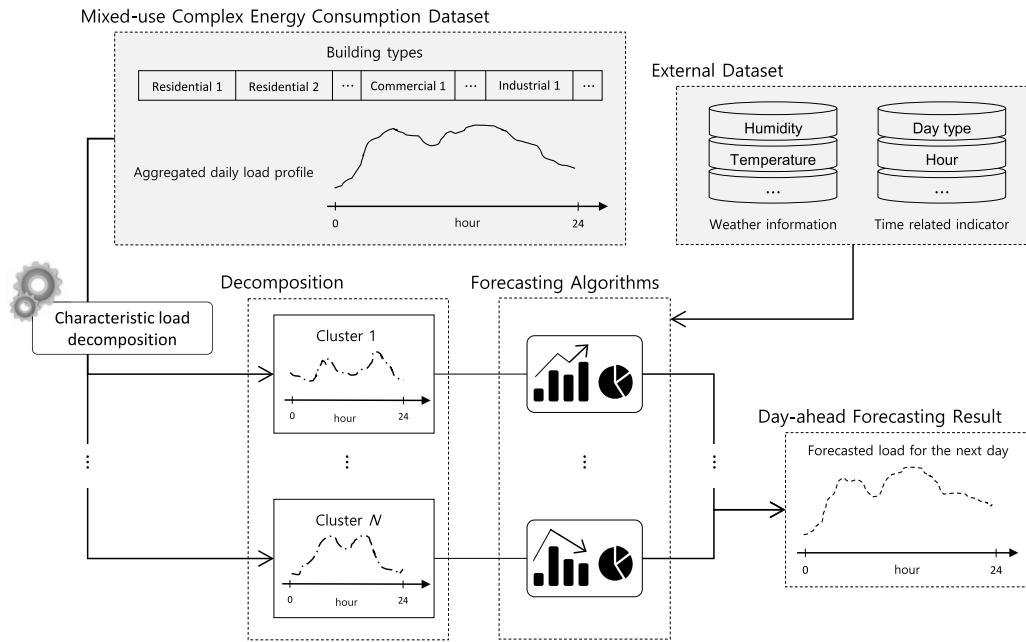 Mixed-use Complex Energy Consumption Dataset
Building types
Residential 1 Residential 2 ... Commercial 1 ... Industrial 1 ...
Aggregated daily load profile
0 hour 24
External Dataset
Humidity
Temperature
...
Weather information
Day type
Hour
...
Time related indicator
Characteristic load
decomposition
Decomposition
Cluster 1
0 hour 24
Cluster N
0 hour 24
Forecasting Algorithms
Day-ahead Forecasting Result
Forecasted load for the next day
0 hour 24